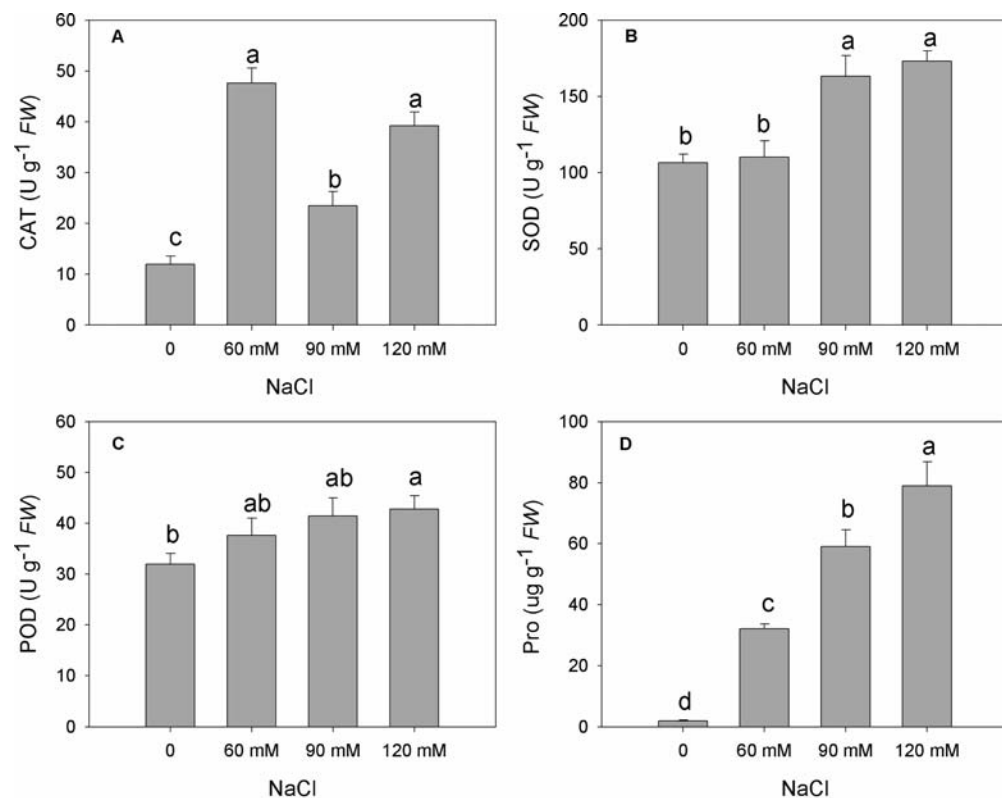 A
CAT (U g⁻¹ FW)
60
50
40
30
20
10
0
c
a
b
a
0 60 mM 90 mM 120 mM
NaCl
B
SOD (U g⁻¹ FW)
200
150
100
50
0
b
b
a
a
0 60 mM 90 mM 120 mM
NaCl
C
POD (U g⁻¹ FW)
60
50
40
30
20
10
0
b
ab
ab
a
0 60 mM 90 mM 120 mM
NaCl
D
Pro (ug g⁻¹ FW)
100
80
60
40
20
0
d
c
b
a
0 60 mM 90 mM 120 mM
NaCl